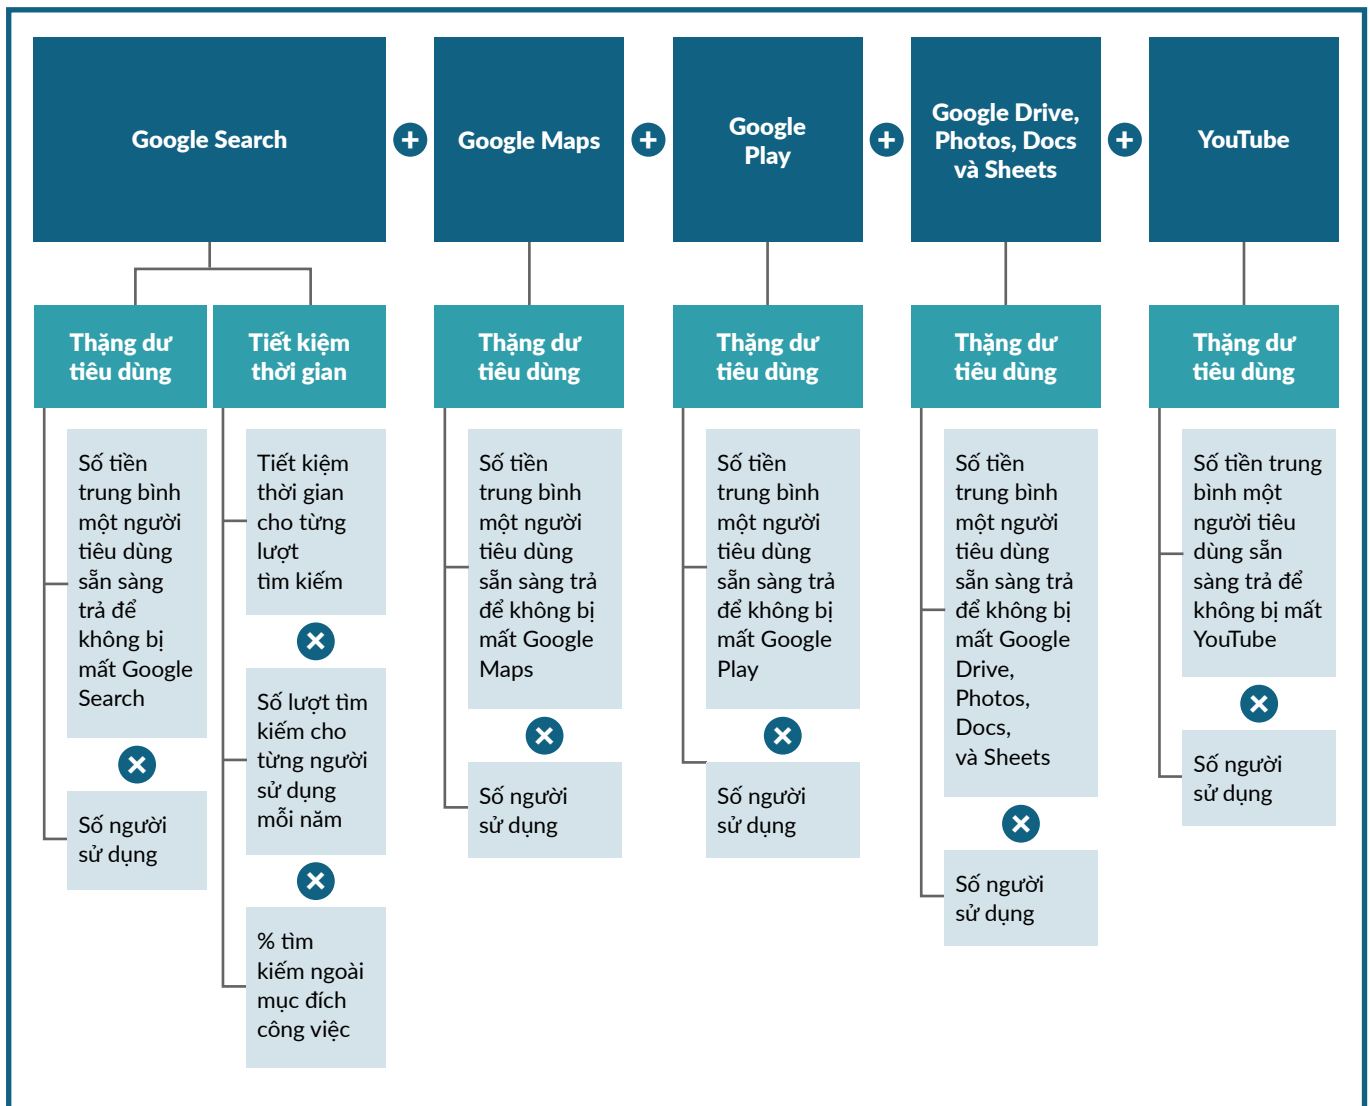 Google Search
Google Maps
Google
Play
Google Drive,
Photos, Docs
và Sheets
YouTube
Thặng dư
tiêu dùng
Tiết kiệm
thời gian
Thặng dư
tiêu dùng
Thặng dư
tiêu dùng
Thặng dư
tiêu dùng
Thặng dư
tiêu dùng
Số tiền
trung bình
một người
tiêu dùng
sẵn sàng
trả để
không bị
mất Google
Search
Số người
sử dụng
Tiết kiệm
thời gian
cho từng
lượt
tìm kiếm
Số lượt tìm
kiếm cho
từng người
sử dụng
mỗi năm
% tìm
kiếm ngoài
mục đích
công việc
Số tiền
trung bình
một người
tiêu dùng
sẵn sàng trả
để không bị
mất Google
Maps
Số người
sử dụng
Số tiền
trung bình
một người
tiêu dùng
sẵn sàng trả
để không bị
mất Google
Play
Số người
sử dụng
Số tiền
trung bình
một người
tiêu dùng
sẵn sàng trả
để không bị
mất Google
Drive,
Photos,
Docs,
và Sheets
Số người
sử dụng
Số tiền trung
bình một
người tiêu
dùng sẵn
sàng trả để
không bị mất
YouTube
Số người
sử dụng